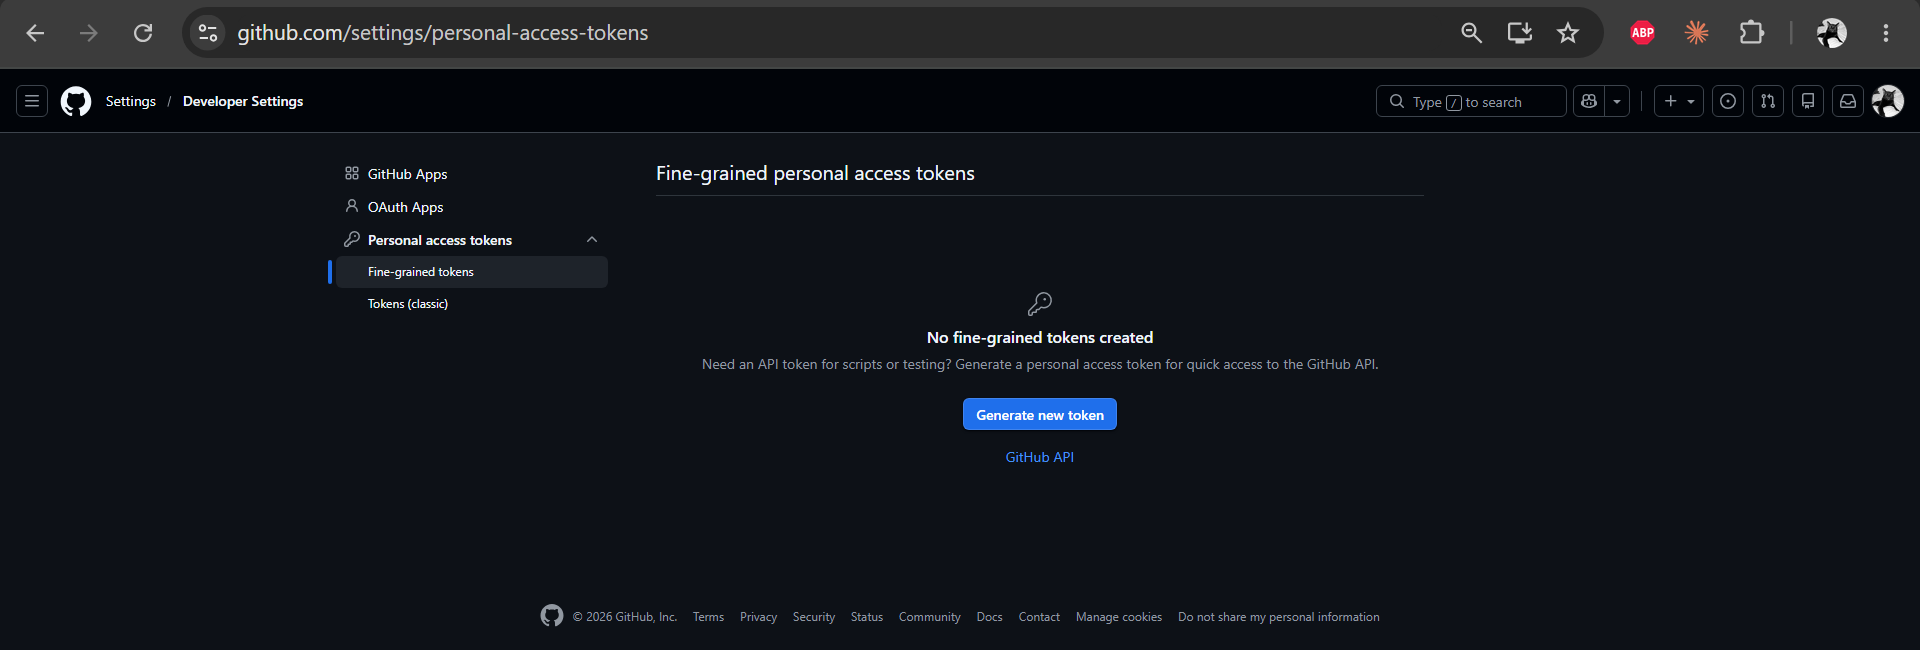 github.com/settings/personal-access-tokens
ABP
Settings / Developer Settings
Type / to search
GitHub Apps
OAuth Apps
Personal access tokens
Fine-grained tokens
Tokens (classic)
Fine-grained personal access tokens
No fine-grained tokens created
Need an API token for scripts or testing? Generate a personal access token for quick access to the GitHub API.
Generate new token
GitHub API
© 2026 GitHub, Inc. Terms Privacy Security Status Community Docs Contact Manage cookies Do not share my personal information